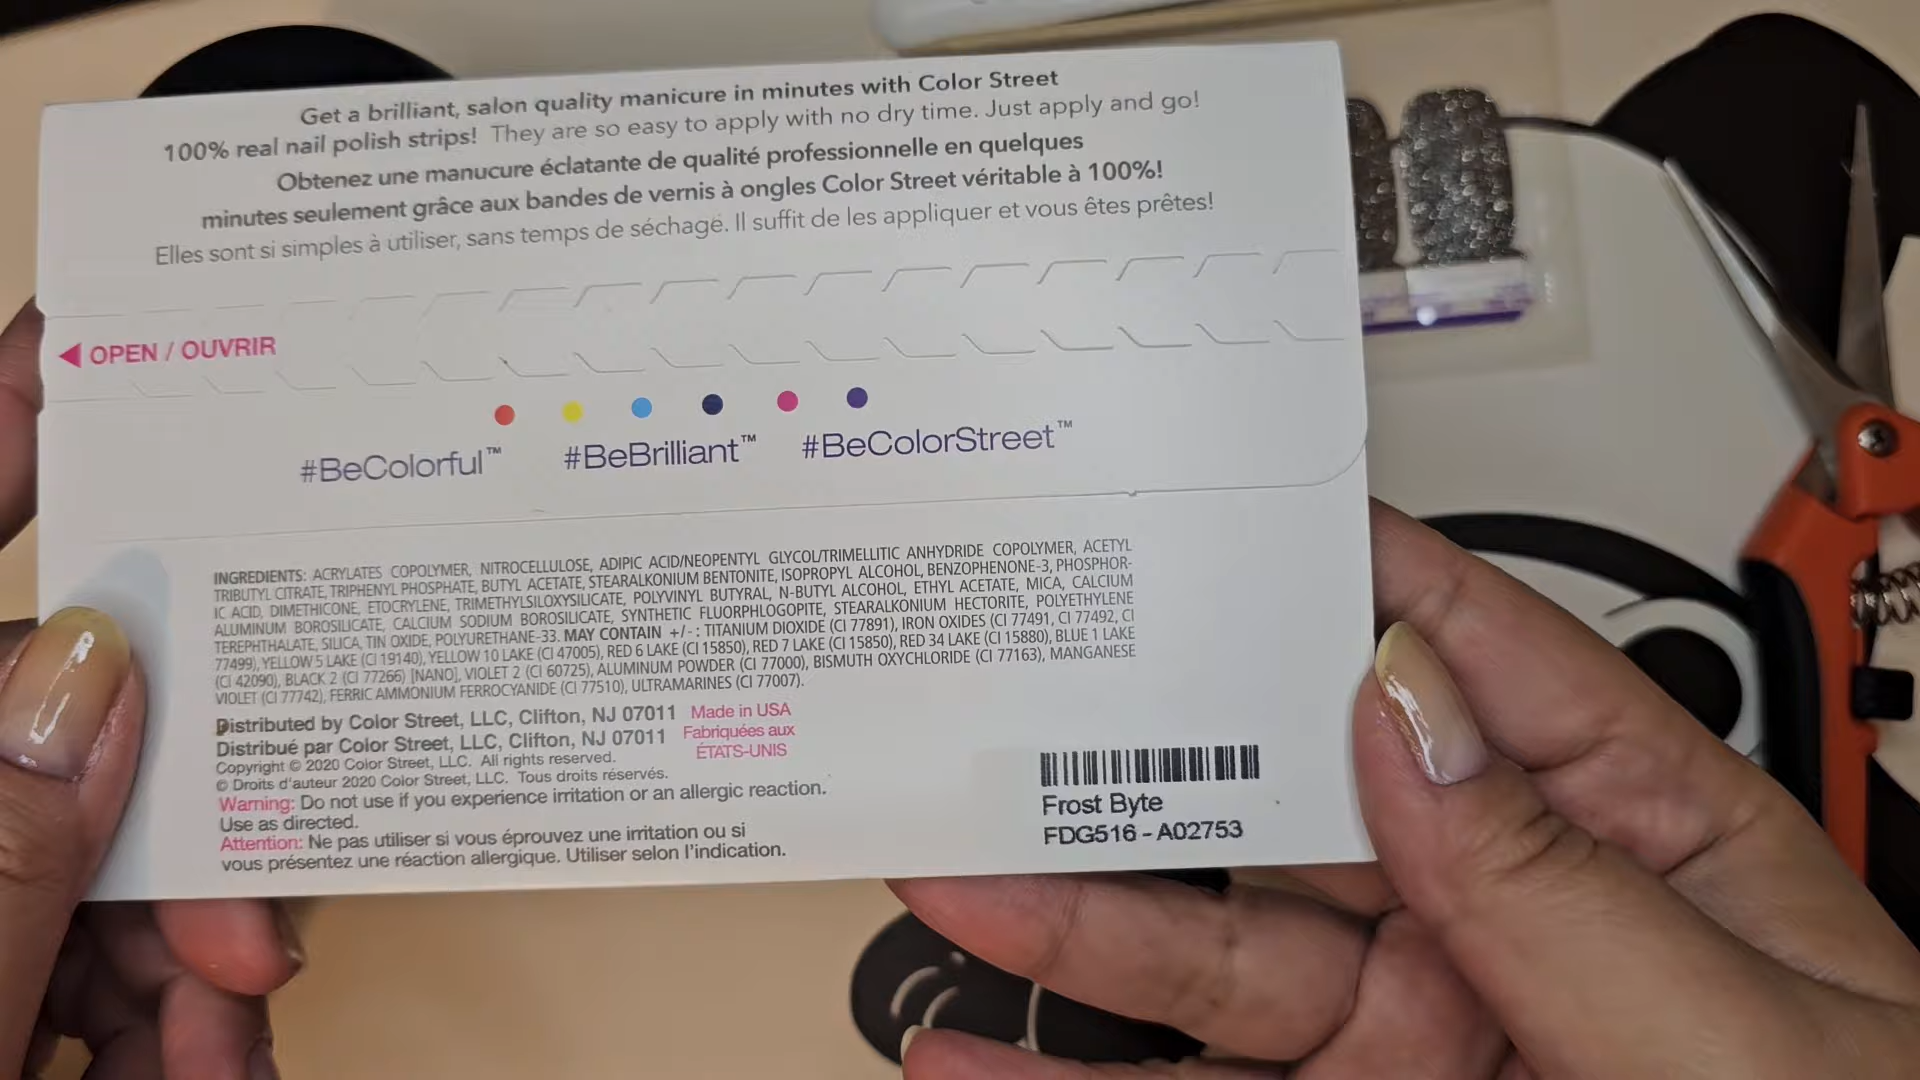 Get a brilliant, salon quality manicure in minutes with Color Street
100% real nail polish strips! They are so easy to apply with no dry time. Just apply and go!
Obtenez une manucure éclatante de qualité professionnelle en quelques
minutes seulement grâce aux bandes de vernis à ongles Color Street véritable à 100%!
Elles sont si simples à utiliser, sans temps de séchage. Il suffit de les appliquer et vous êtes prêtes!
OPEN / OUVRIR
#BeColorful™ #BeBrilliant™ #BeColorStreet™
INGREDIENTS: ACRYLATES COPOLYMER, NITROCELLULOSE, ADIPIC ACID/NEOPENTYL GLYCOL/TRIMELLITIC ANHYDRIDE COPOLYMER, ACETYL
TRIBUTYL CITRATE, TRIPHENYL PHOSPHATE, BUTYL ACETATE, STEARALKONIUM BENTONITE, ISOPROPYL ALCOHOL, BENZOPHENONE-3, PHOSPHOR-
IC ACID, DIMETHICONE, ETOCRYLENE, TRIMETHYLSILOXYSILICATE, POLYVINYL BUTYRAL, N-BUTYL ALCOHOL, ETHYL ACETATE, MICA, CALCIUM
ALUMINUM BOROSILICATE, CALCIUM SODIUM BOROSILICATE, SYNTHETIC FLUORPHLOGOPITE, STEARALKONIUM HECTORITE, POLYETHYLENE
TEREPHTHALATE, SILICA, TIN OXIDE, POLYURETHANE-33. MAY CONTAIN +/-: TITANIUM DIOXIDE (CI 77891), IRON OXIDES (CI 77491, CI 77492, CI
77499), YELLOW 5 LAKE (CI 19140), YELLOW 10 LAKE (CI 47005), RED 6 LAKE (CI 15850), RED 7 LAKE (CI 15850), RED 34 LAKE (CI 15880), BLUE 1 LAKE
(CI 42090), BLACK 2 (CI 77266) [NANO], VIOLET 2 (CI 60725), ALUMINUM POWDER (CI 77000), BISMUTH OXYCHLORIDE (CI 77163), MANGANESE
VIOLET (CI 77742), FERRIC AMMONIUM FERROCYANIDE (CI 77510), ULTRAMARINES (CI 77007).
Distributed by Color Street, LLC, Clifton, NJ 07011 Made in USA
Distribué par Color Street, LLC, Clifton, NJ 07011 Fabriquées aux
ÉTATS-UNIS
Copyright © 2020 Color Street, LLC. All rights reserved.
© Droits d'auteur 2020 Color Street, LLC. Tous droits réservés.
Warning: Do not use if you experience irritation or an allergic reaction.
Use as directed.
Attention: Ne pas utiliser si vous éprouvez une irritation ou si
vous présentez une réaction allergique. Utiliser selon l'indication.
Frost Byte
FDG516 - A02753